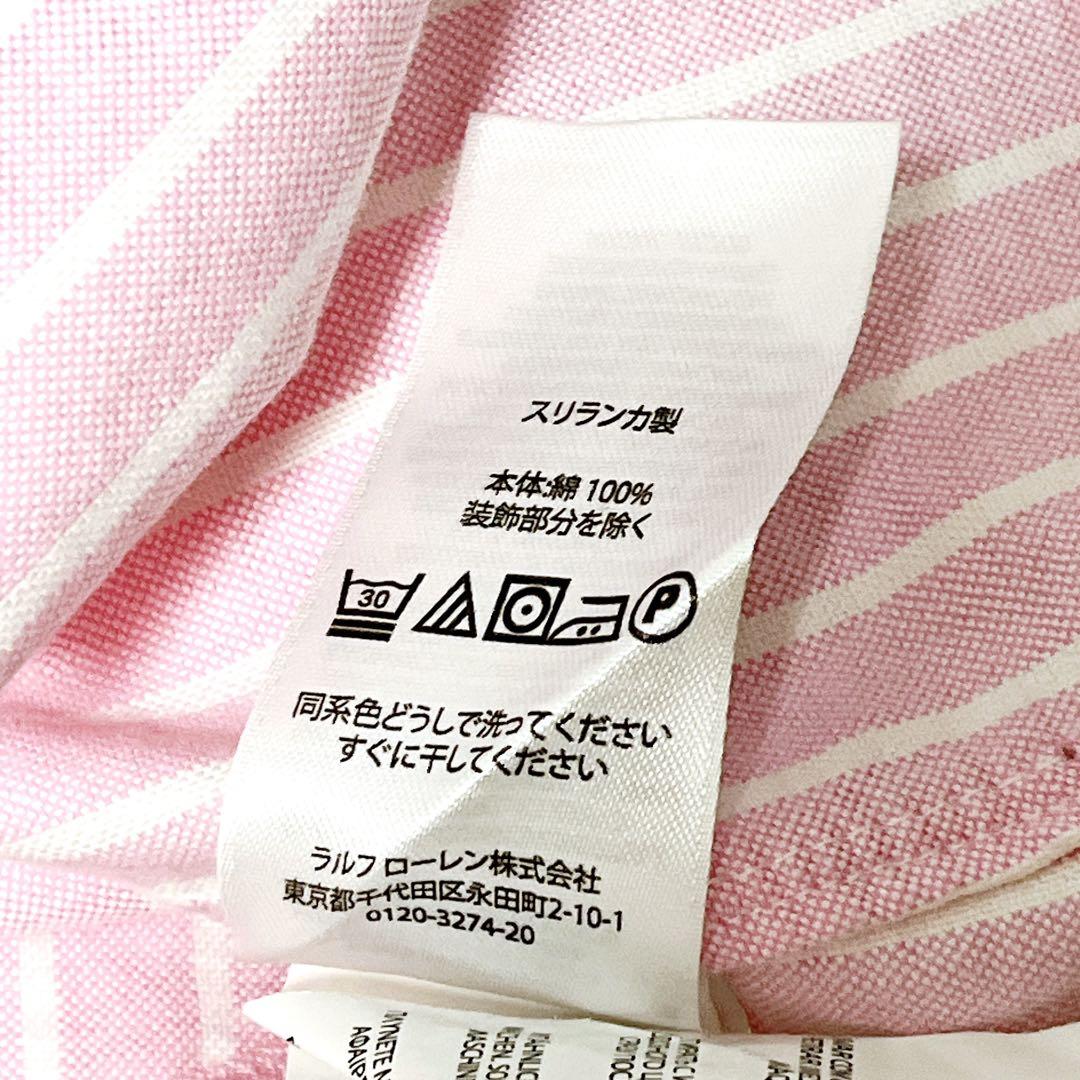 スリランカ製
本体:綿 100%
装飾部分を除く
30
P
同系色どうしで洗ってください
すぐに干してください
ラルフ ローレン株式会社
東京都千代田区永田町2-10-1
0120-3274-20